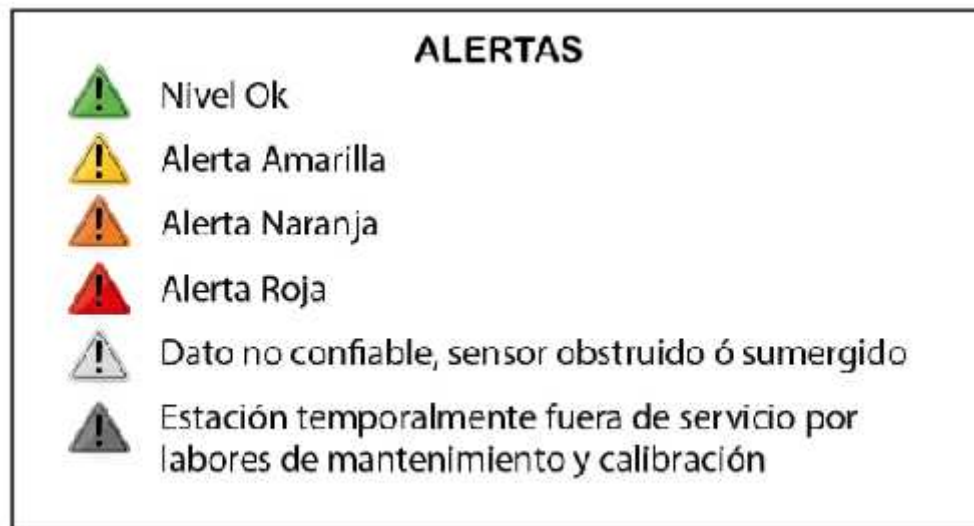 ALERTAS
Nivel Ok
Alerta Amarilla
Alerta Naranja
Alerta Roja
Dato no confiable, sensor obstruido ó sumergido
Estación temporalmente fuera de servicio por
labores de mantenimiento y calibración